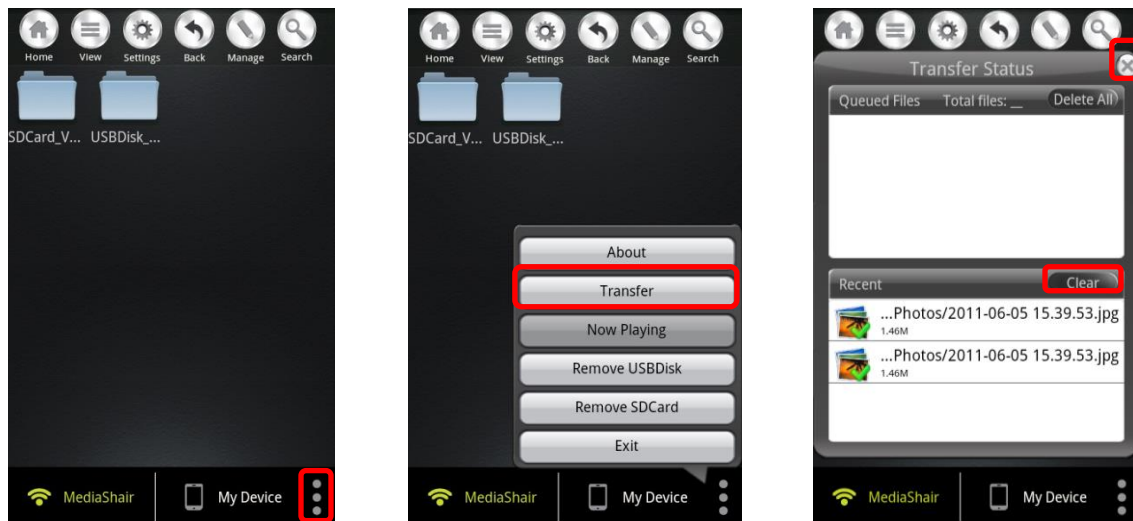 Home View Settings Back Manage Search
SDCard_V... USBDisk_...
MediaShair My Device
Home View Settings Back Manage Search
SDCard_V... USBDisk_...
About
Transfer
Now Playing
Remove USBDisk
Remove SDCard
Exit
MediaShair My Device
Transfer Status
Queued Files Total files: __ Delete All
Recent Clear
...Photos/2011-06-05 15.39.53.jpg
1.46M
...Photos/2011-06-05 15.39.53.jpg
1.46M
MediaShair My Device